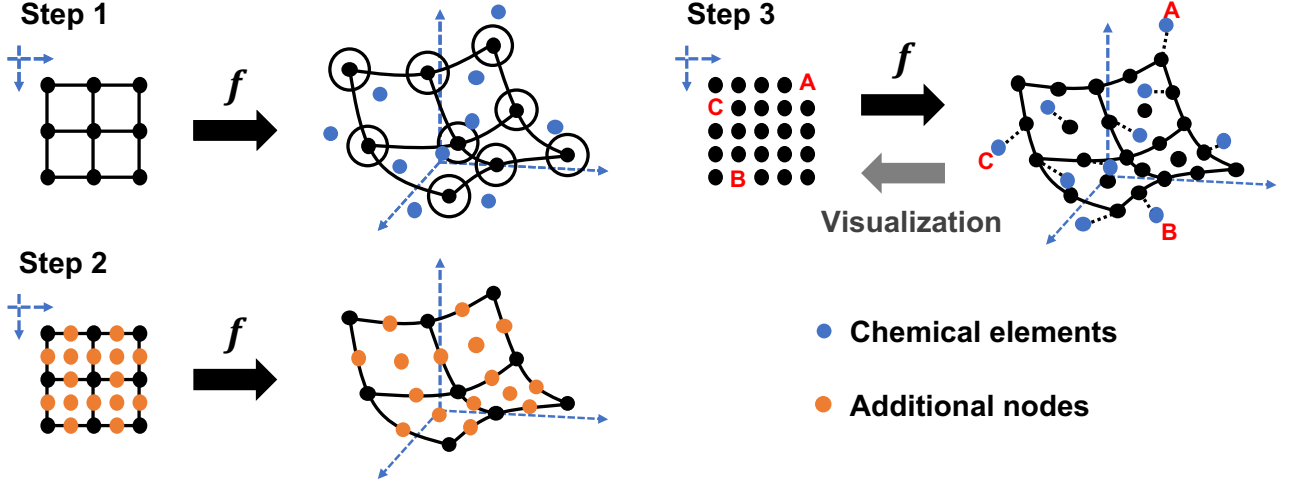 Step 1
f
Step 2
f
Step 3
A
C
B
f
Visualization
A
C
B
Chemical elements
Additional nodes